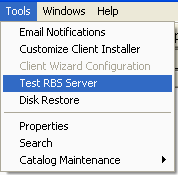 Tools Windows Help
Email Notifications
Customize Client Installer
Client Wizard Configuration
Test RBS Server
Disk Restore
Properties
Search
Catalog Maintenance